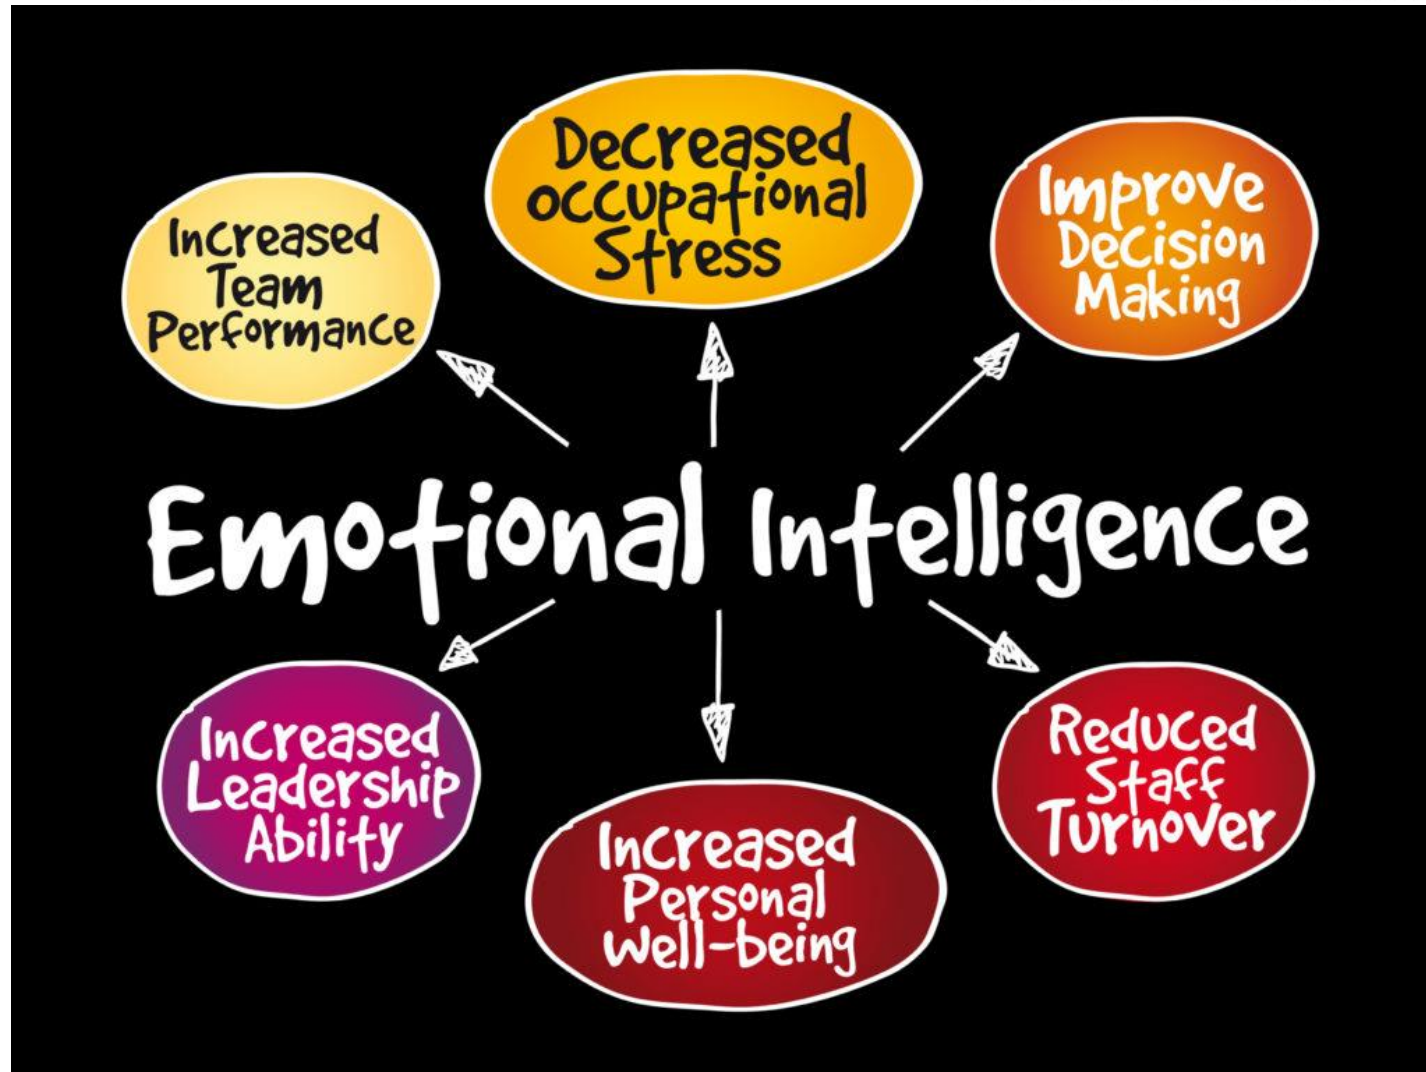 Increased
Team
Performance
Decreased
Occupational
Stress
Improve
Decision
Making
Emotional Intelligence
Increased
Leadership
Ability
Increased
Personal
Well-being
Reduced
Staff
Turnover